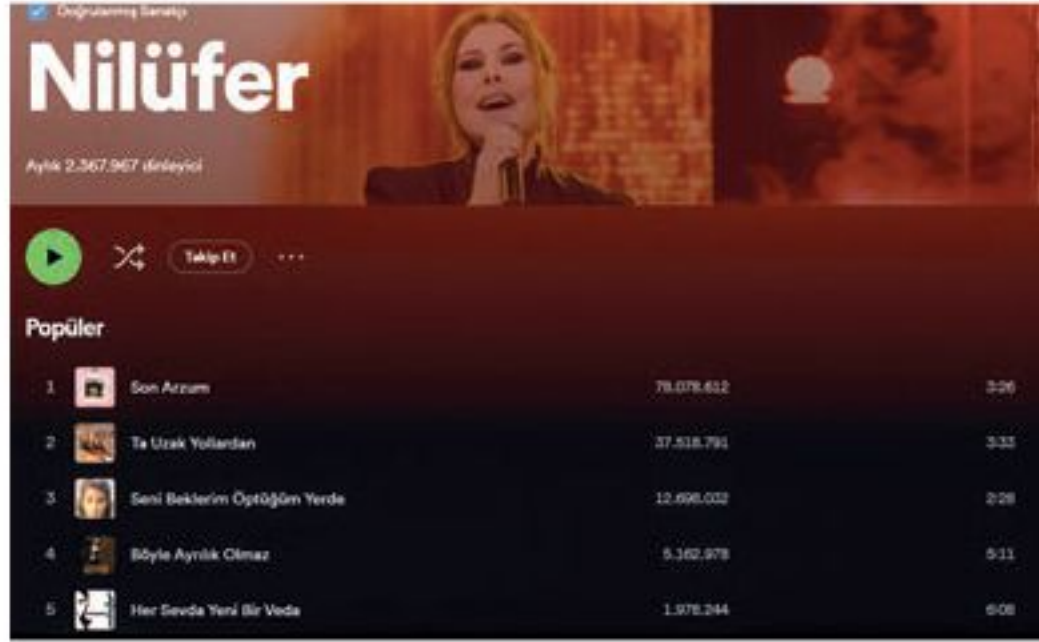 Doğrulanmış Sanatçı
Nilüfer
Aylık 2.367.967 dinleyici
Takip Et
Popüler
1 Son Arzum 78.078.612 3:26
2 Ta Uzak Yollardan 37.518.791 3:33
3 Seni Beklerim Öptüğüm Yerde 12.698.032 2:28
4 Böyle Ayrılık Olmaz 5.162.978 5:11
5 Her Sevda Yeni Bir Veda 1.978.244 6:08